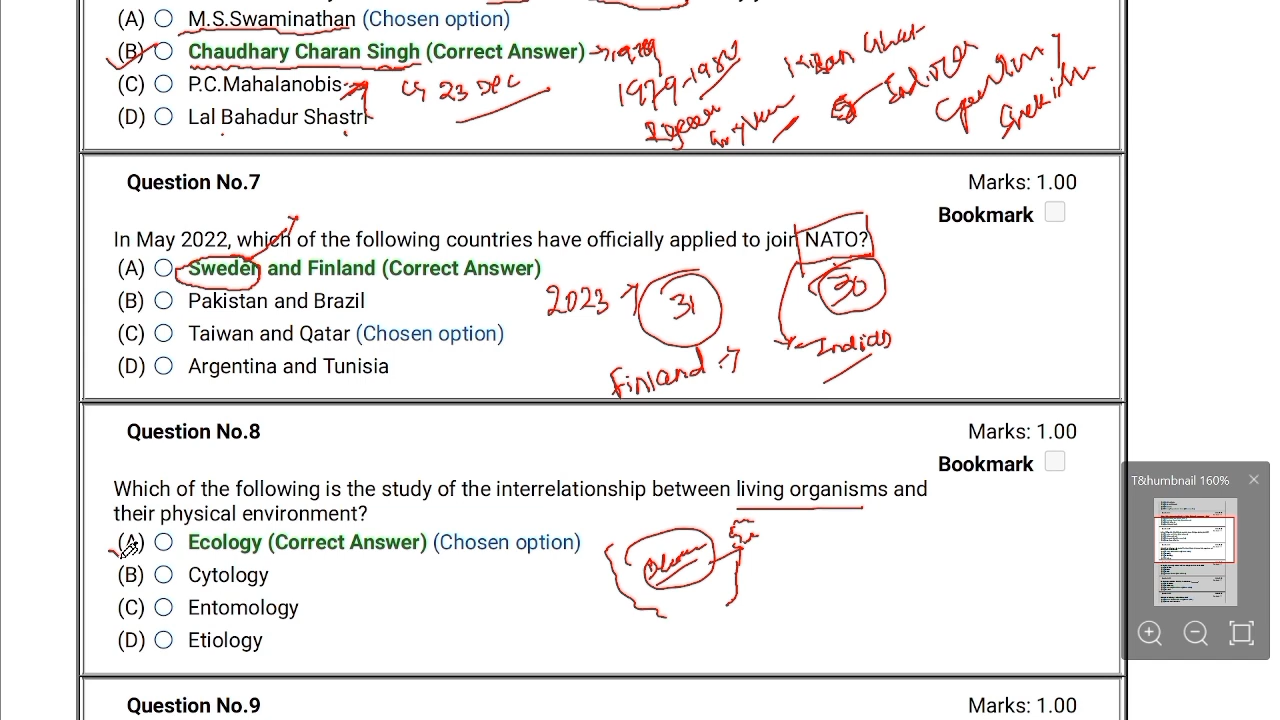 (A) M.S.Swaminathan (Chosen option)
(B) Chaudhary Charan Singh (Correct Answer)
1979-1980
(C) P.C.Mahalanobis
23 Dec
(D) Lal Bahadur Shastri
Question No.7
Marks: 1.00
Bookmark
In May 2022, which of the following countries have officially applied to join NATO?
(A) Sweden and Finland (Correct Answer)
30
(B) Pakistan and Brazil
2023
31
(C) Taiwan and Qatar (Chosen option)
(D) Argentina and Tunisia
Finland
Question No.8
Marks: 1.00
Bookmark
Which of the following is the study of the interrelationship between living organisms and
their physical environment?
(A) Ecology (Correct Answer) (Chosen option)
(B) Cytology
(C) Entomology
(D) Etiology
Question No.9
Marks: 1.00
T&humbnail 160%